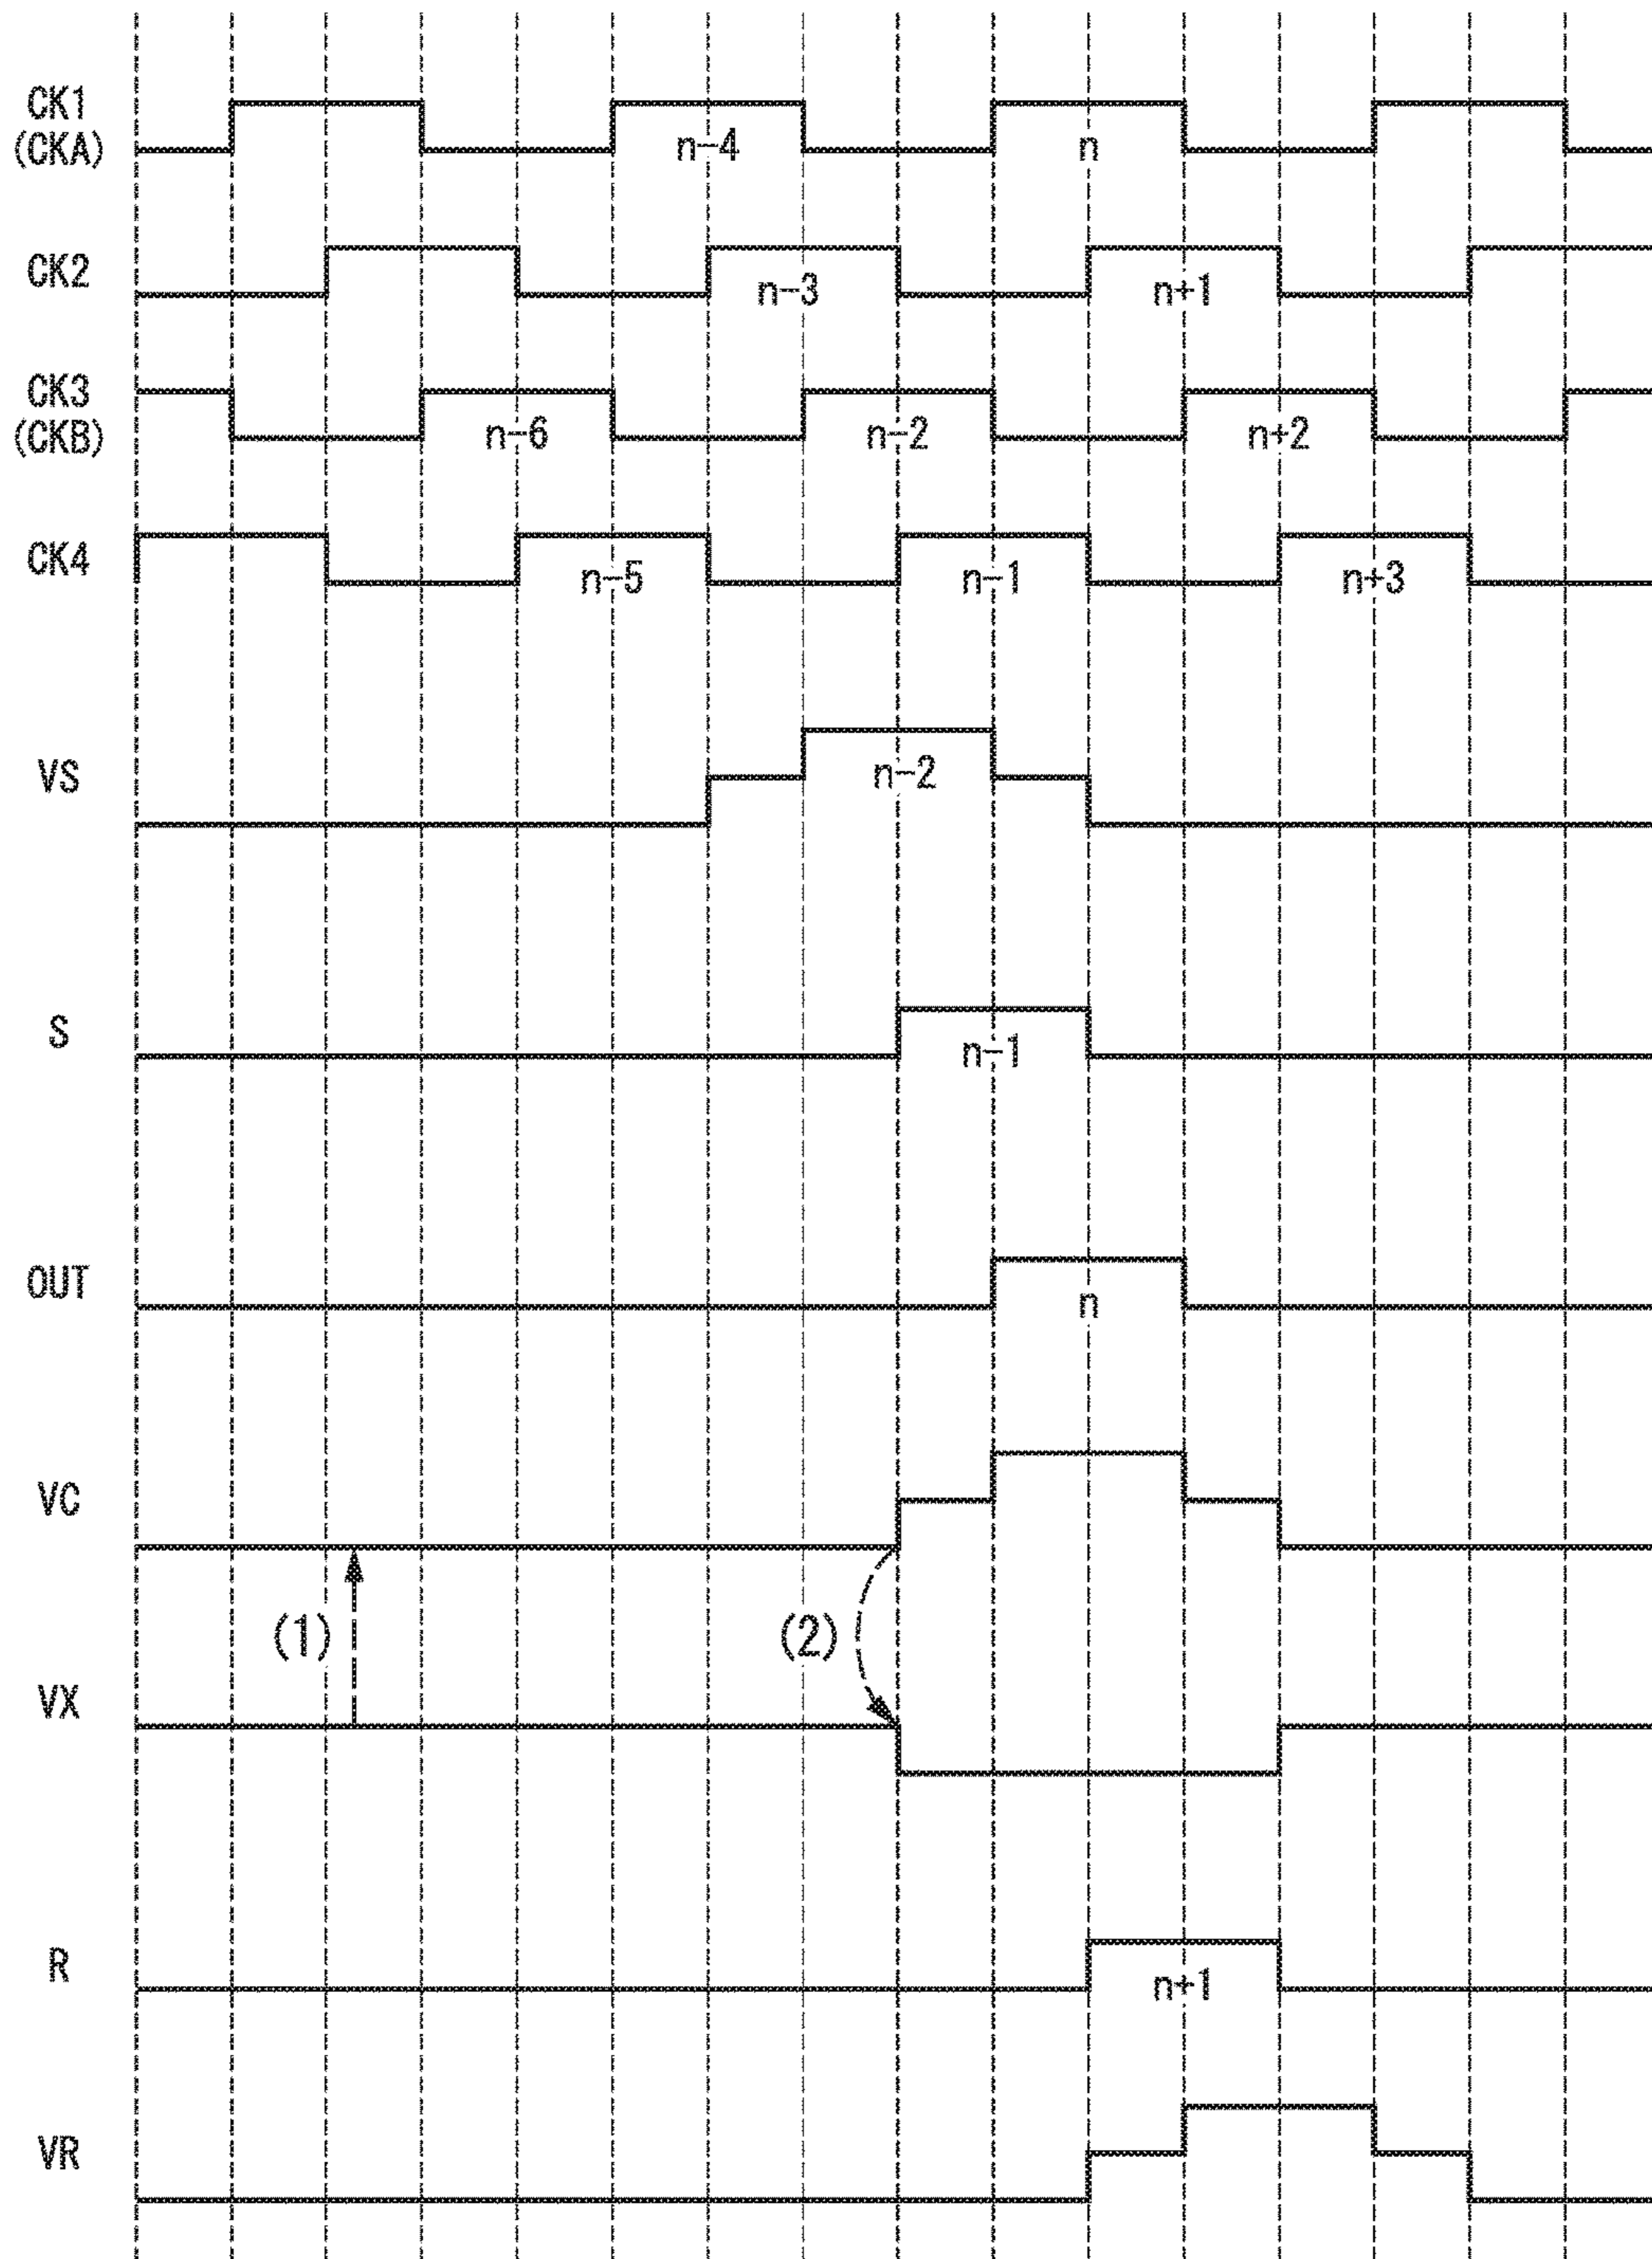 CK1
(CKA)
n-4
n
CK2
n-3
n+1
CK3
(CKB)
n-6
n-2
n+2
CK4
n-5
n-1
n+3
VS
n-2
S
n-1
OUT
n
VC
(1)
(2)
VX
R
n+1
VR